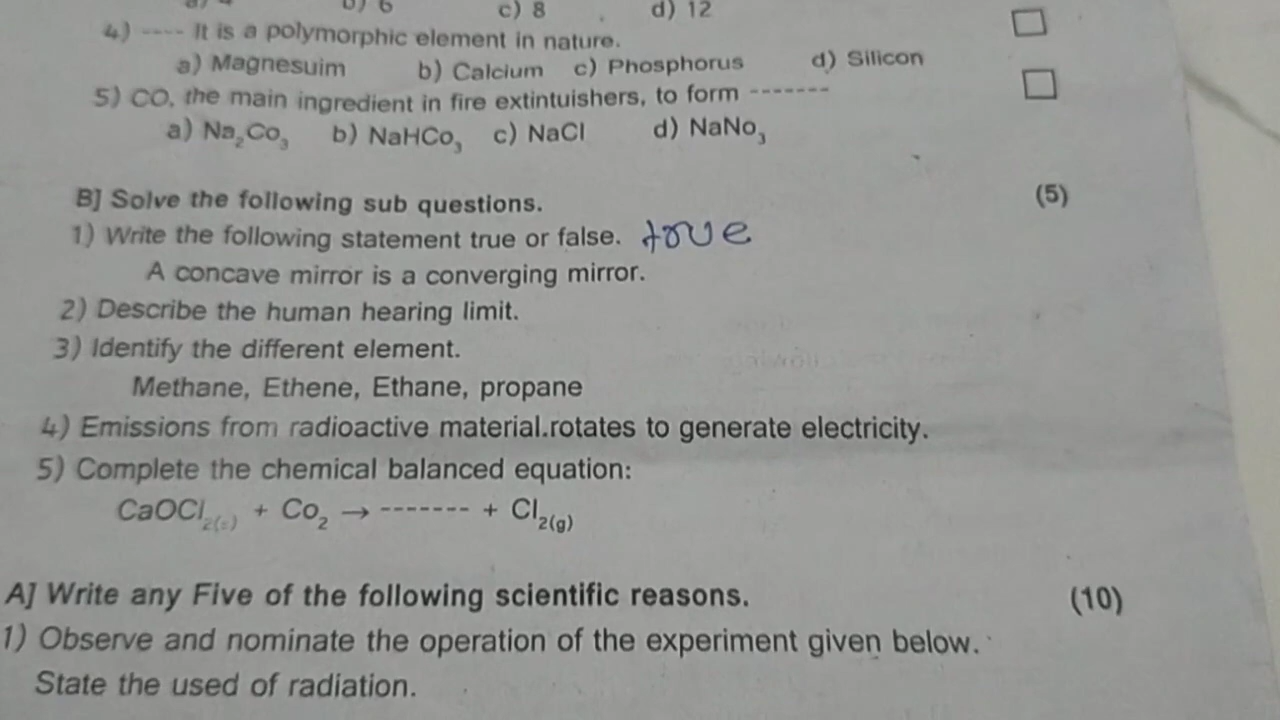 b) 6 c) 8 d) 12
4) ---- It is a polymorphic element in nature.
a) Magnesuim b) Calcium c) Phosphorus d) Silicon
5) CO, the main ingredient in fire extintuishers, to form -------
a) Na₂Co₃ b) NaHCo₃ c) NaCl d) NaNo₃
B] Solve the following sub questions. (5)
1) Write the following statement true or false. true
A concave mirror is a converging mirror.
2) Describe the human hearing limit.
3) Identify the different element.
Methane, Ethene, Ethane, propane
4) Emissions from radioactive material.rotates to generate electricity.
5) Complete the chemical balanced equation:
CaOCl₂₍ₛ₎ + Co₂ → ------- + Cl₂(g)
A] Write any Five of the following scientific reasons. (10)
1) Observe and nominate the operation of the experiment given below.
State the used of radiation.